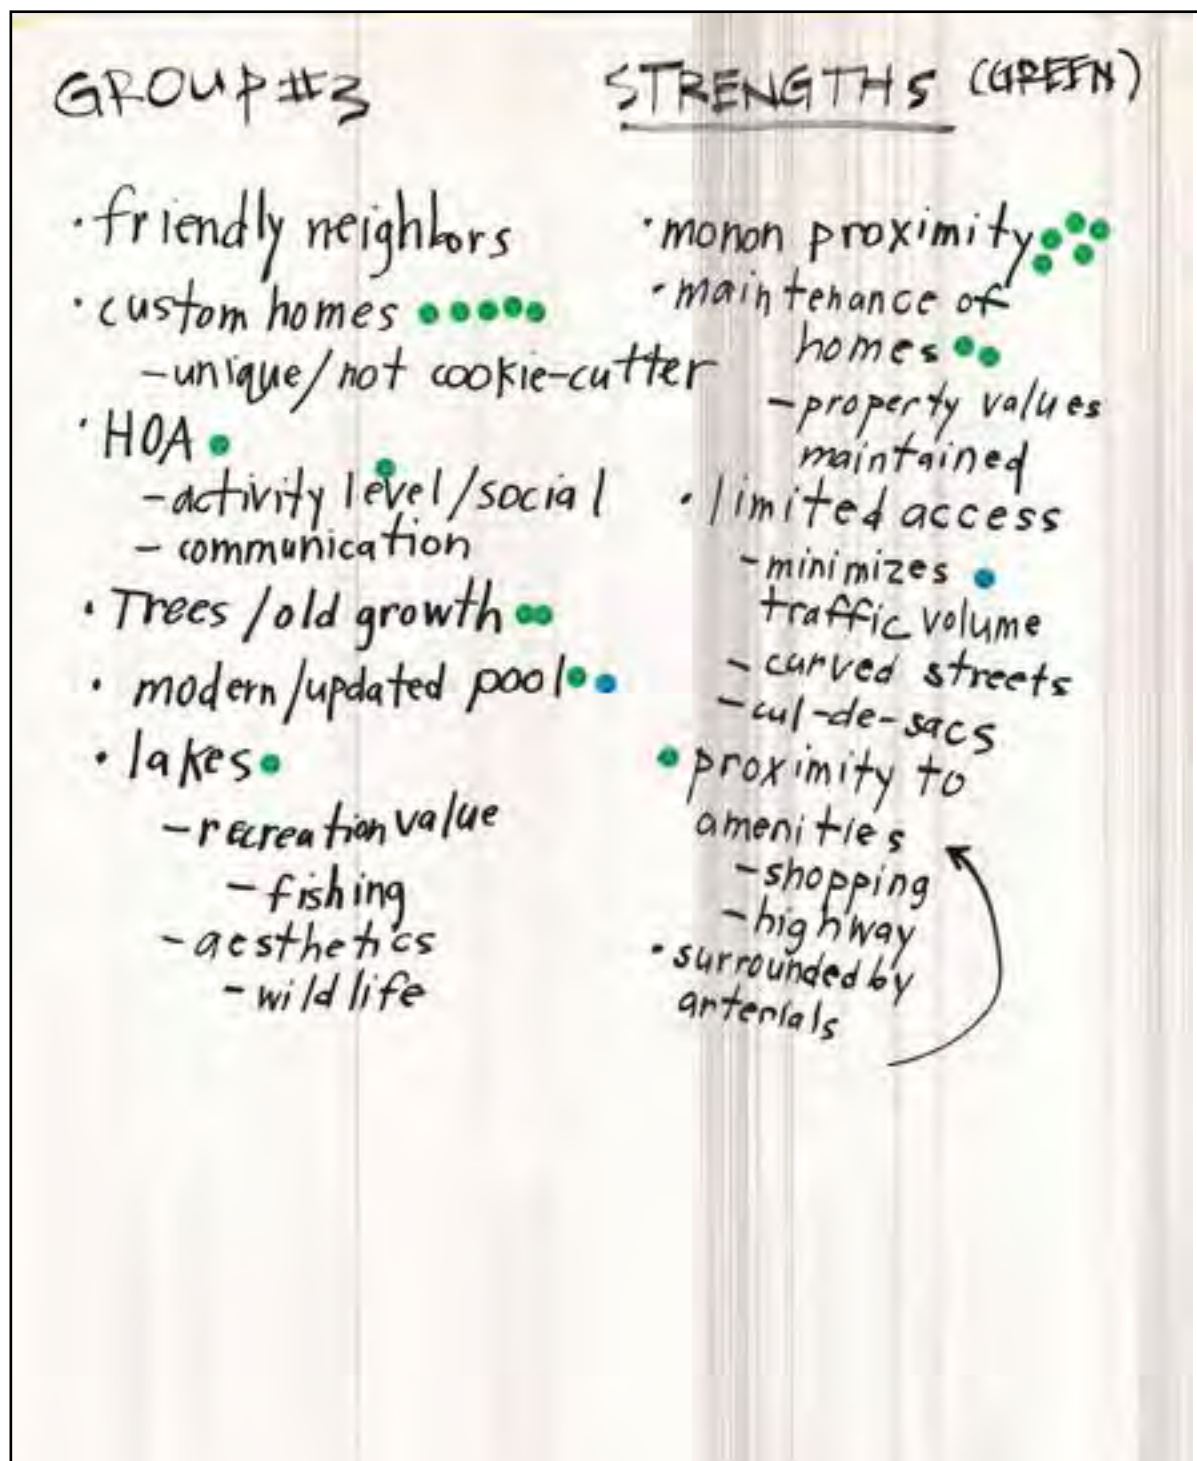 GROUP #3
STRENGTHS (GREEN)
· friendly neighbors
· custom homes
- unique/not cookie-cutter
· HOA
- activity level/social
- communication
· Trees/old growth
· modern/updated pool
· lakes
- recreation value
- fishing
- aesthetics
- wildlife
· monon proximity
· maintenance of
homes
- property values
maintained
· limited access
- minimizes
traffic volume
- curved streets
- cul-de-sacs
proximity to
amenities
- shopping
- highway
· surrounded by
arterials